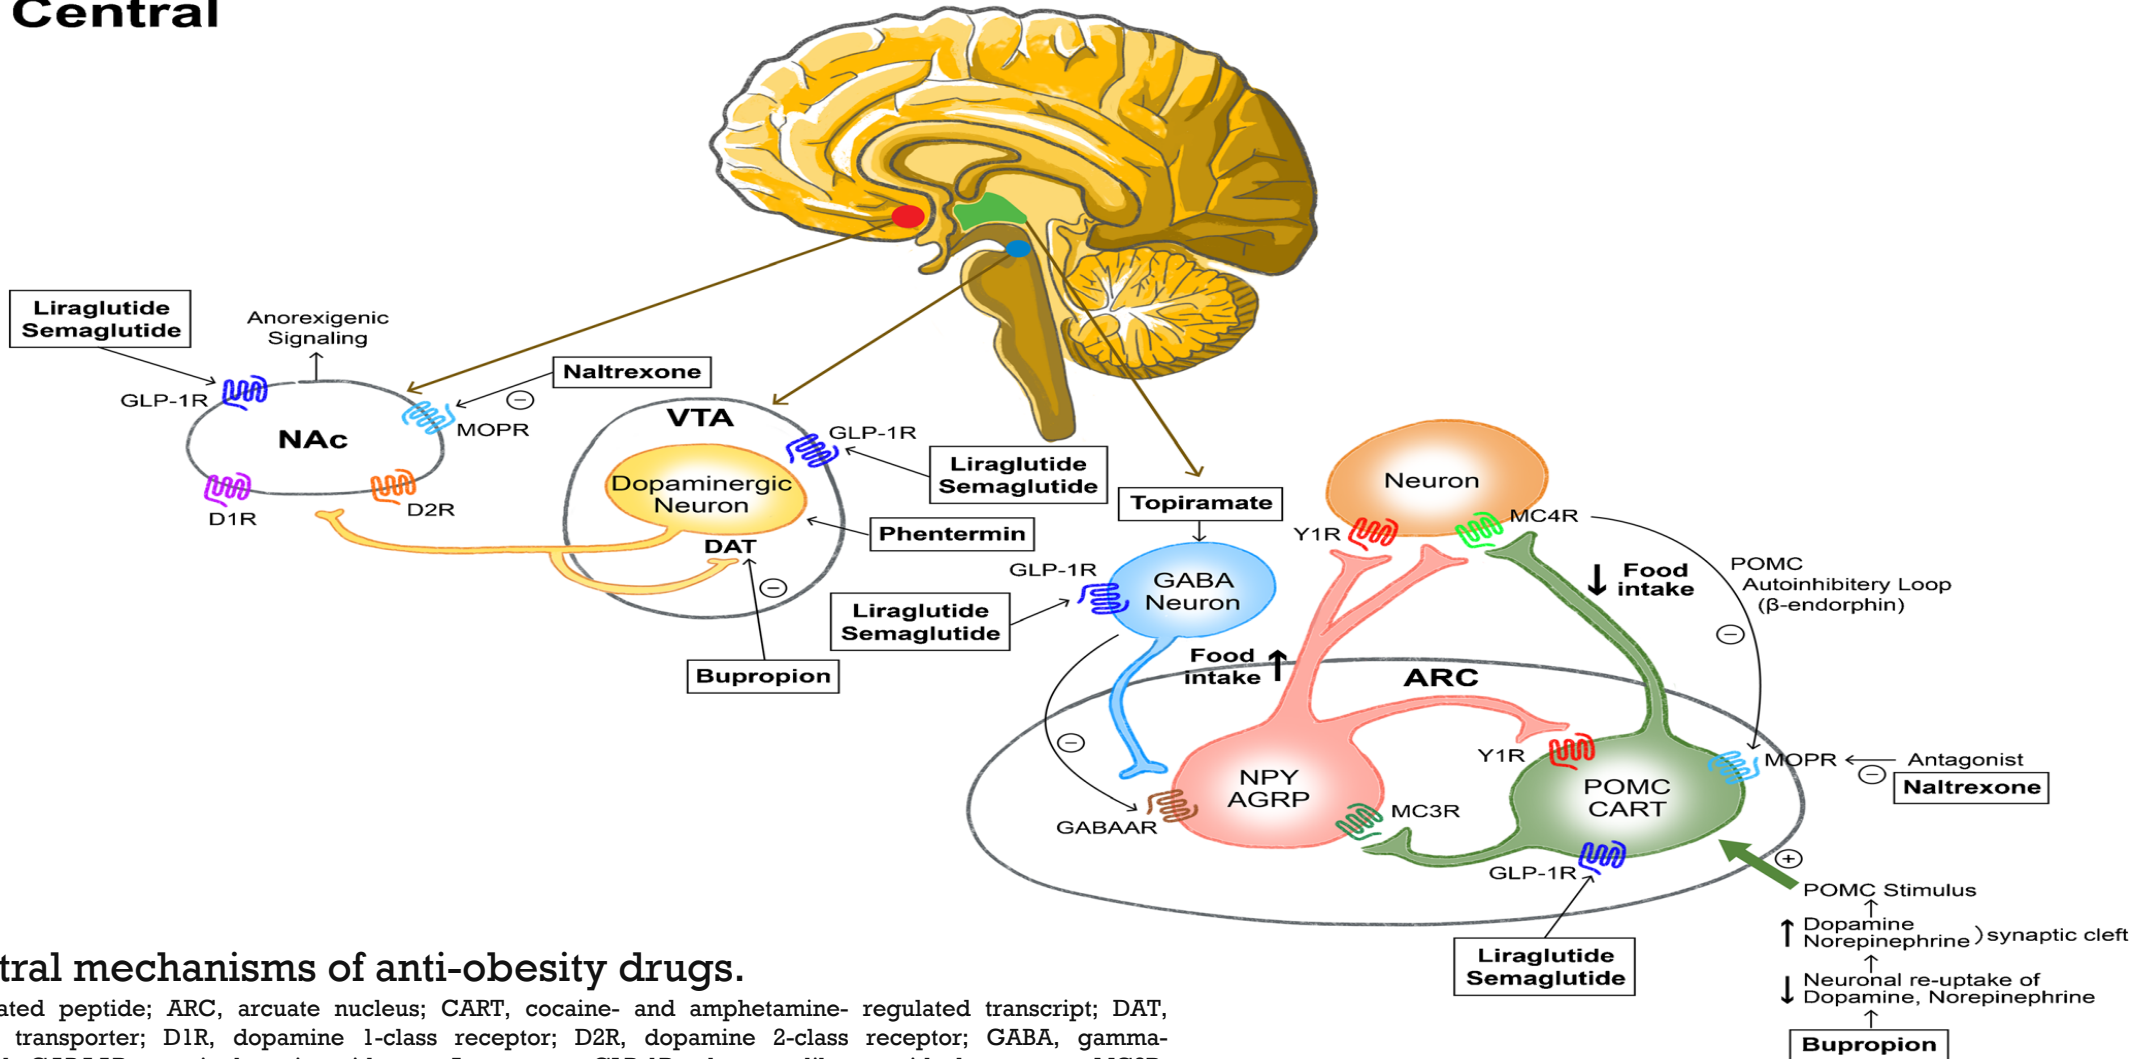 Central
Liraglutide
Semaglutide
Anorexigenic
Signaling
GLP-1R
Naltrexone
−
MOPR
NAc
D1R
D2R
VTA
GLP-1R
Dopaminergic
Neuron
Liraglutide
Semaglutide
Phentermin
DAT
−
Bupropion
Topiramate
GLP-1R
GABA
Neuron
Liraglutide
Semaglutide
Neuron
Y1R
MC4R
↓ Food
intake
POMC
Autoinhibitery Loop
(β-endorphin)
−
Food
intake ↑
ARC
−
NPY
AGRP
GABAAR
Y1R
MC3R
POMC
CART
MOPR
Antagonist
−
Naltrexone
GLP-1R
+
Liraglutide
Semaglutide
POMC Stimulus
↑ Dopamine
Norepinephrine ) synaptic cleft
↓ Neuronal re-uptake of
Dopamine, Norepinephrine
Bupropion
tral mechanisms of anti-obesity drugs.
ated peptide; ARC, arcuate nucleus; CART, cocaine- and amphetamine- regulated transcript; DAT,
transporter; D1R, dopamine 1-class receptor; D2R, dopamine 2-class receptor; GABA, gamma-